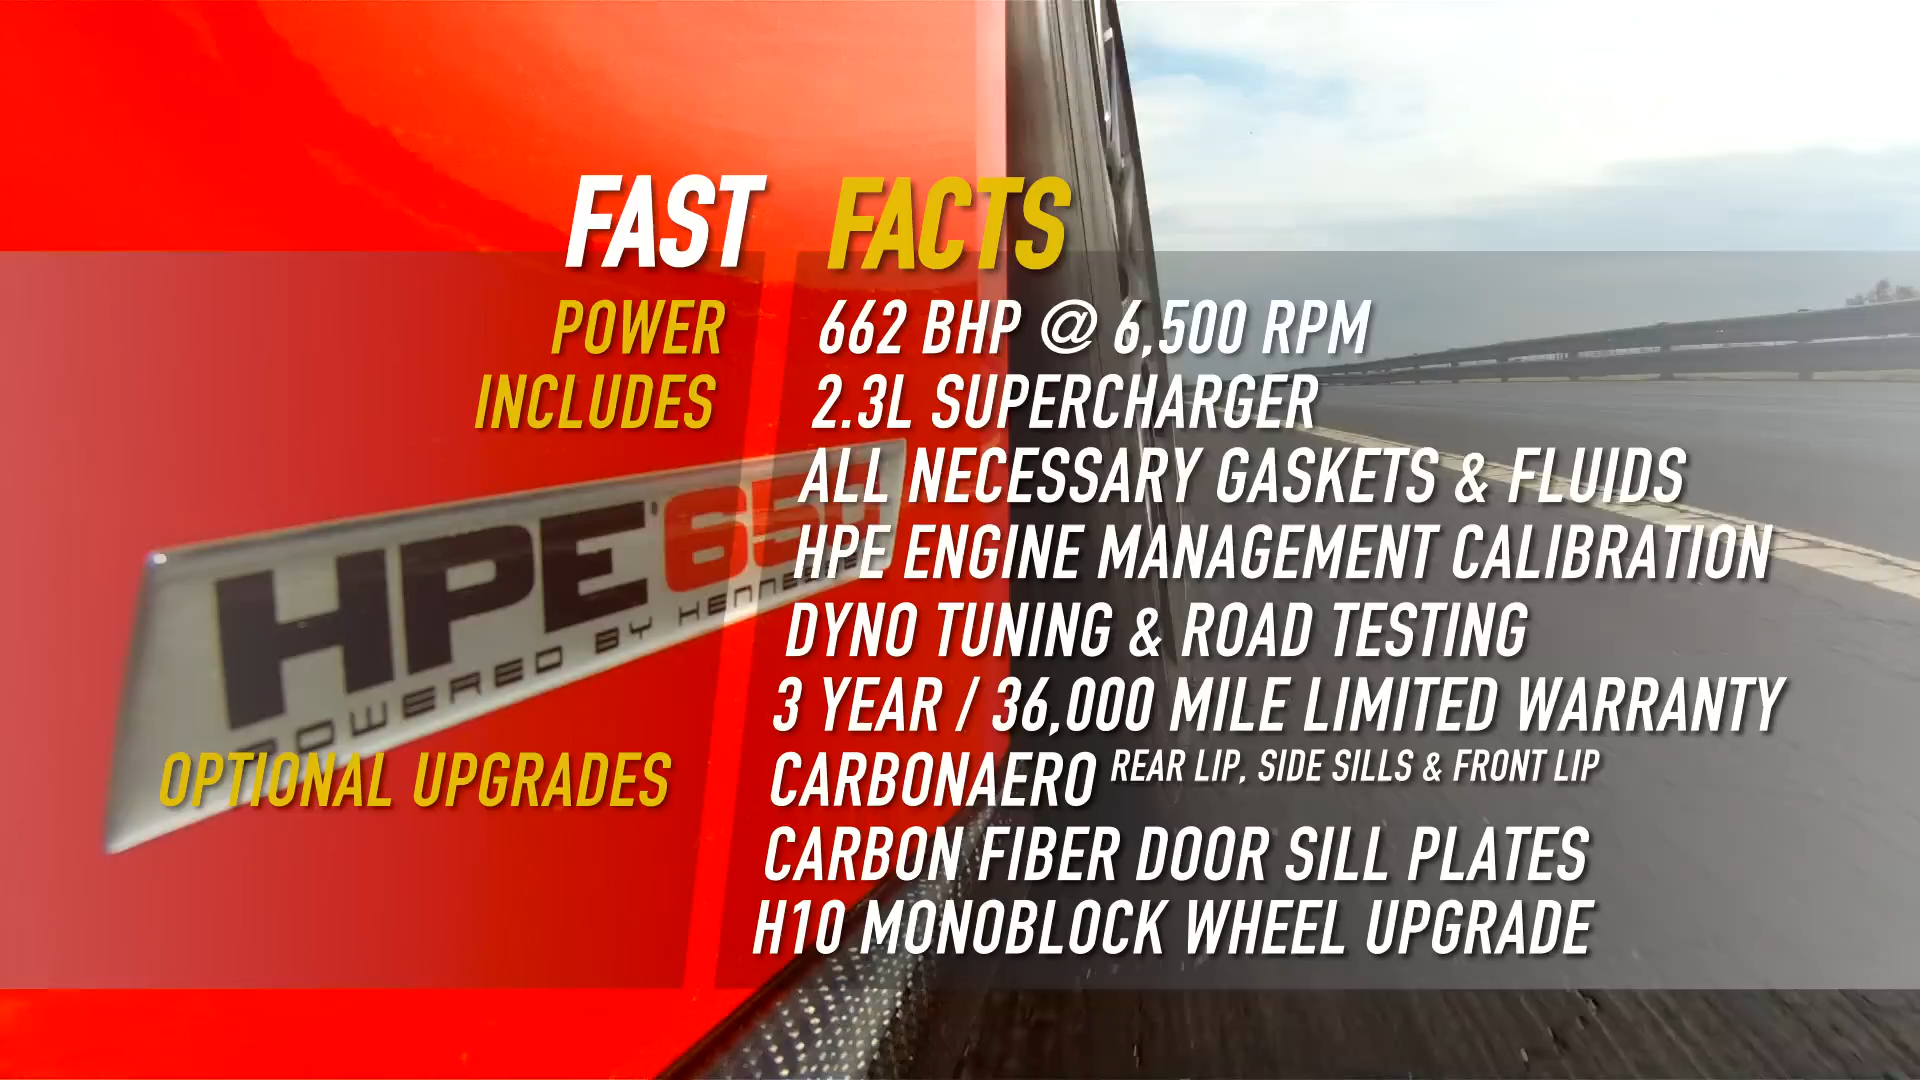 FAST FACTS
POWER 662 BHP @ 6,500 RPM
INCLUDES 2.3L SUPERCHARGER
ALL NECESSARY GASKETS & FLUIDS
HPE ENGINE MANAGEMENT CALIBRATION
DYNO TUNING & ROAD TESTING
3 YEAR / 36,000 MILE LIMITED WARRANTY
OPTIONAL UPGRADES CARBONAERO REAR LIP, SIDE SILLS & FRONT LIP
CARBON FIBER DOOR SILL PLATES
H10 MONOBLOCK WHEEL UPGRADE
HPE 650
POWERED BY